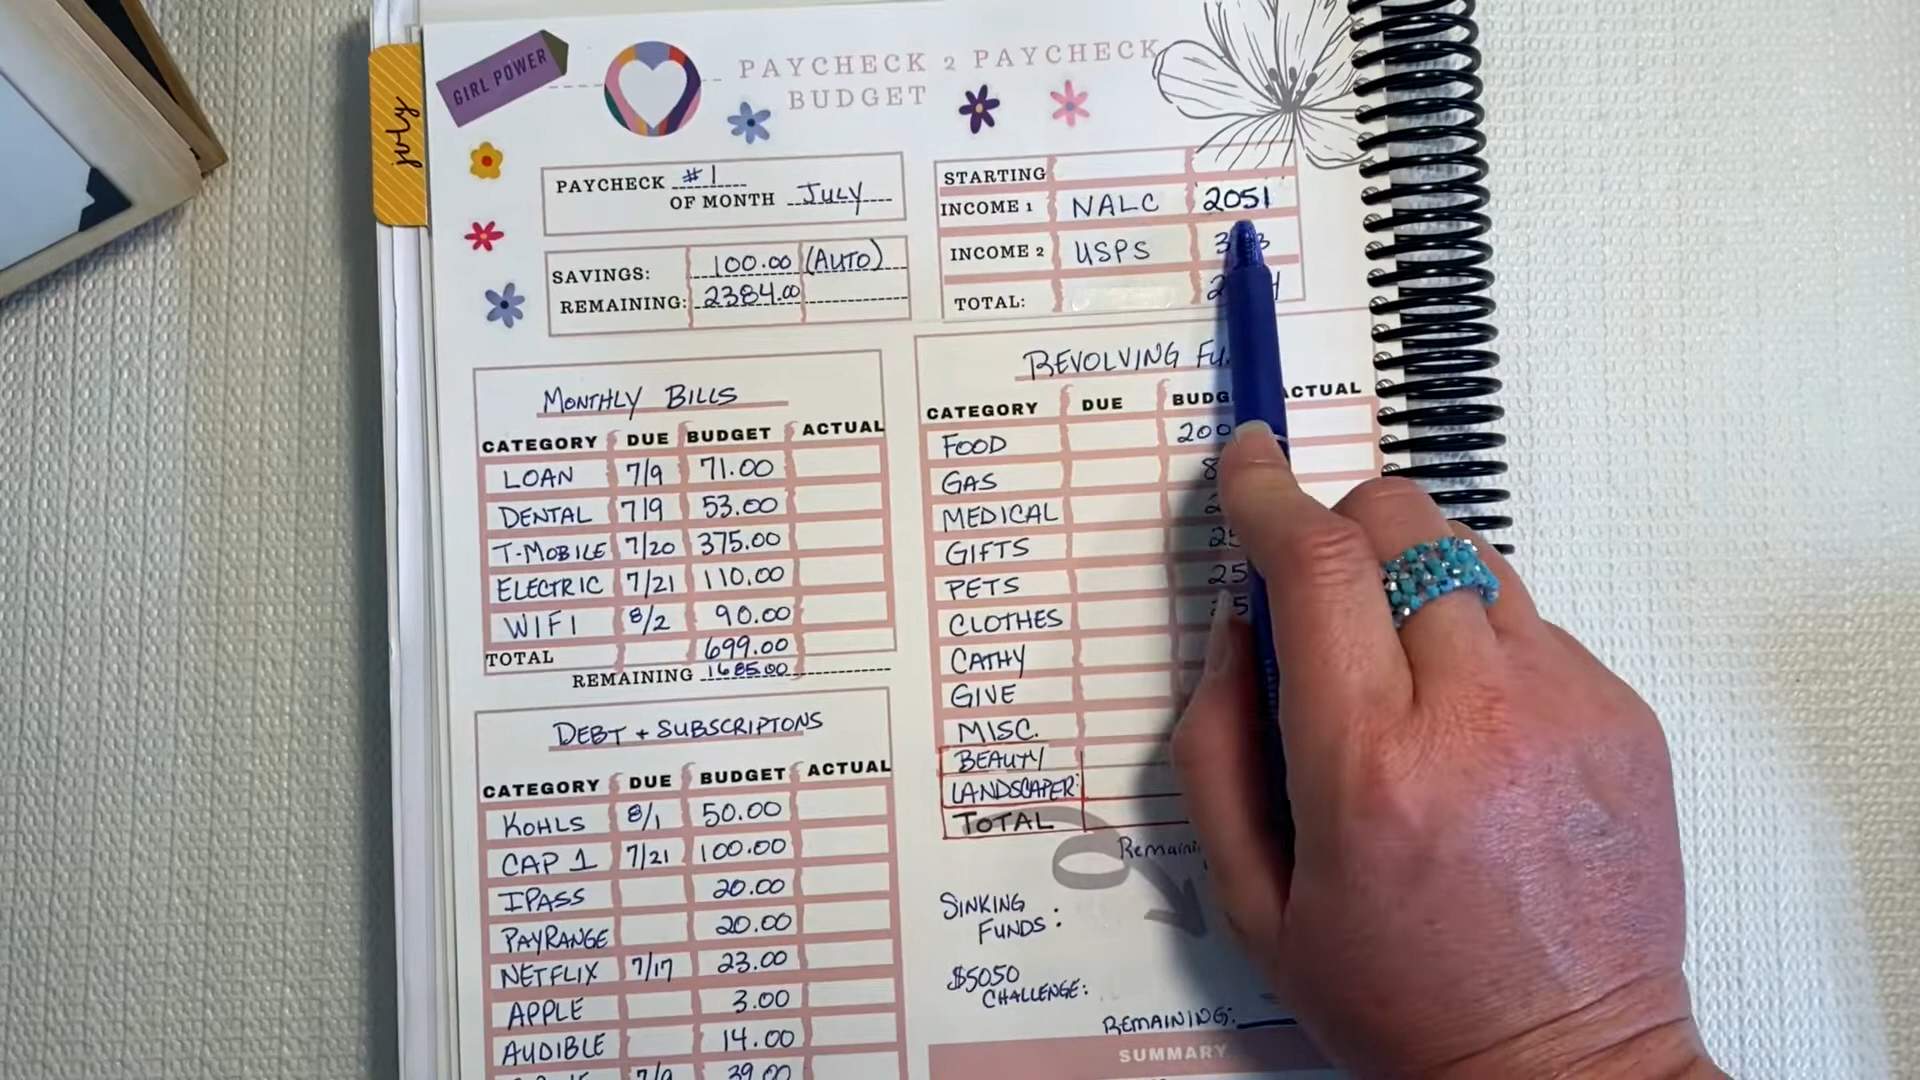 GIRL POWER
PAYCHECK 2 PAYCHECK
BUDGET
july
PAYCHECK #1
OF MONTH JULY
SAVINGS: 100.00 (AUTO)
REMAINING: 2384.00
STARTING
INCOME 1 NALC 2051
INCOME 2 USPS
TOTAL:
MONTHLY BILLS
CATEGORY DUE BUDGET ACTUAL
LOAN 7/9 71.00
DENTAL 7/9 53.00
T-MOBILE 7/20 375.00
ELECTRIC 7/21 110.00
WIFI 8/2 90.00
TOTAL 699.00
REMAINING 1685.00
DEBT + SUBSCRIPTONS
CATEGORY DUE BUDGET ACTUAL
KOHLS 8/1 50.00
CAP 1 7/21 100.00
IPASS 20.00
PAYRANGE 20.00
NETFLIX 7/17 23.00
APPLE 3.00
AUDIBLE 14.00
7/9 39.00
REVOLVING
CATEGORY DUE
FOOD 200
GAS
MEDICAL
GIFTS 25
PETS 25
CLOTHES
CATHY
GIVE
MISC.
BEAUTY
LANDSCAPER:
TOTAL
SINKING
FUNDS:
$5050
CHALLENGE:
REMAINING:
SUMMARY